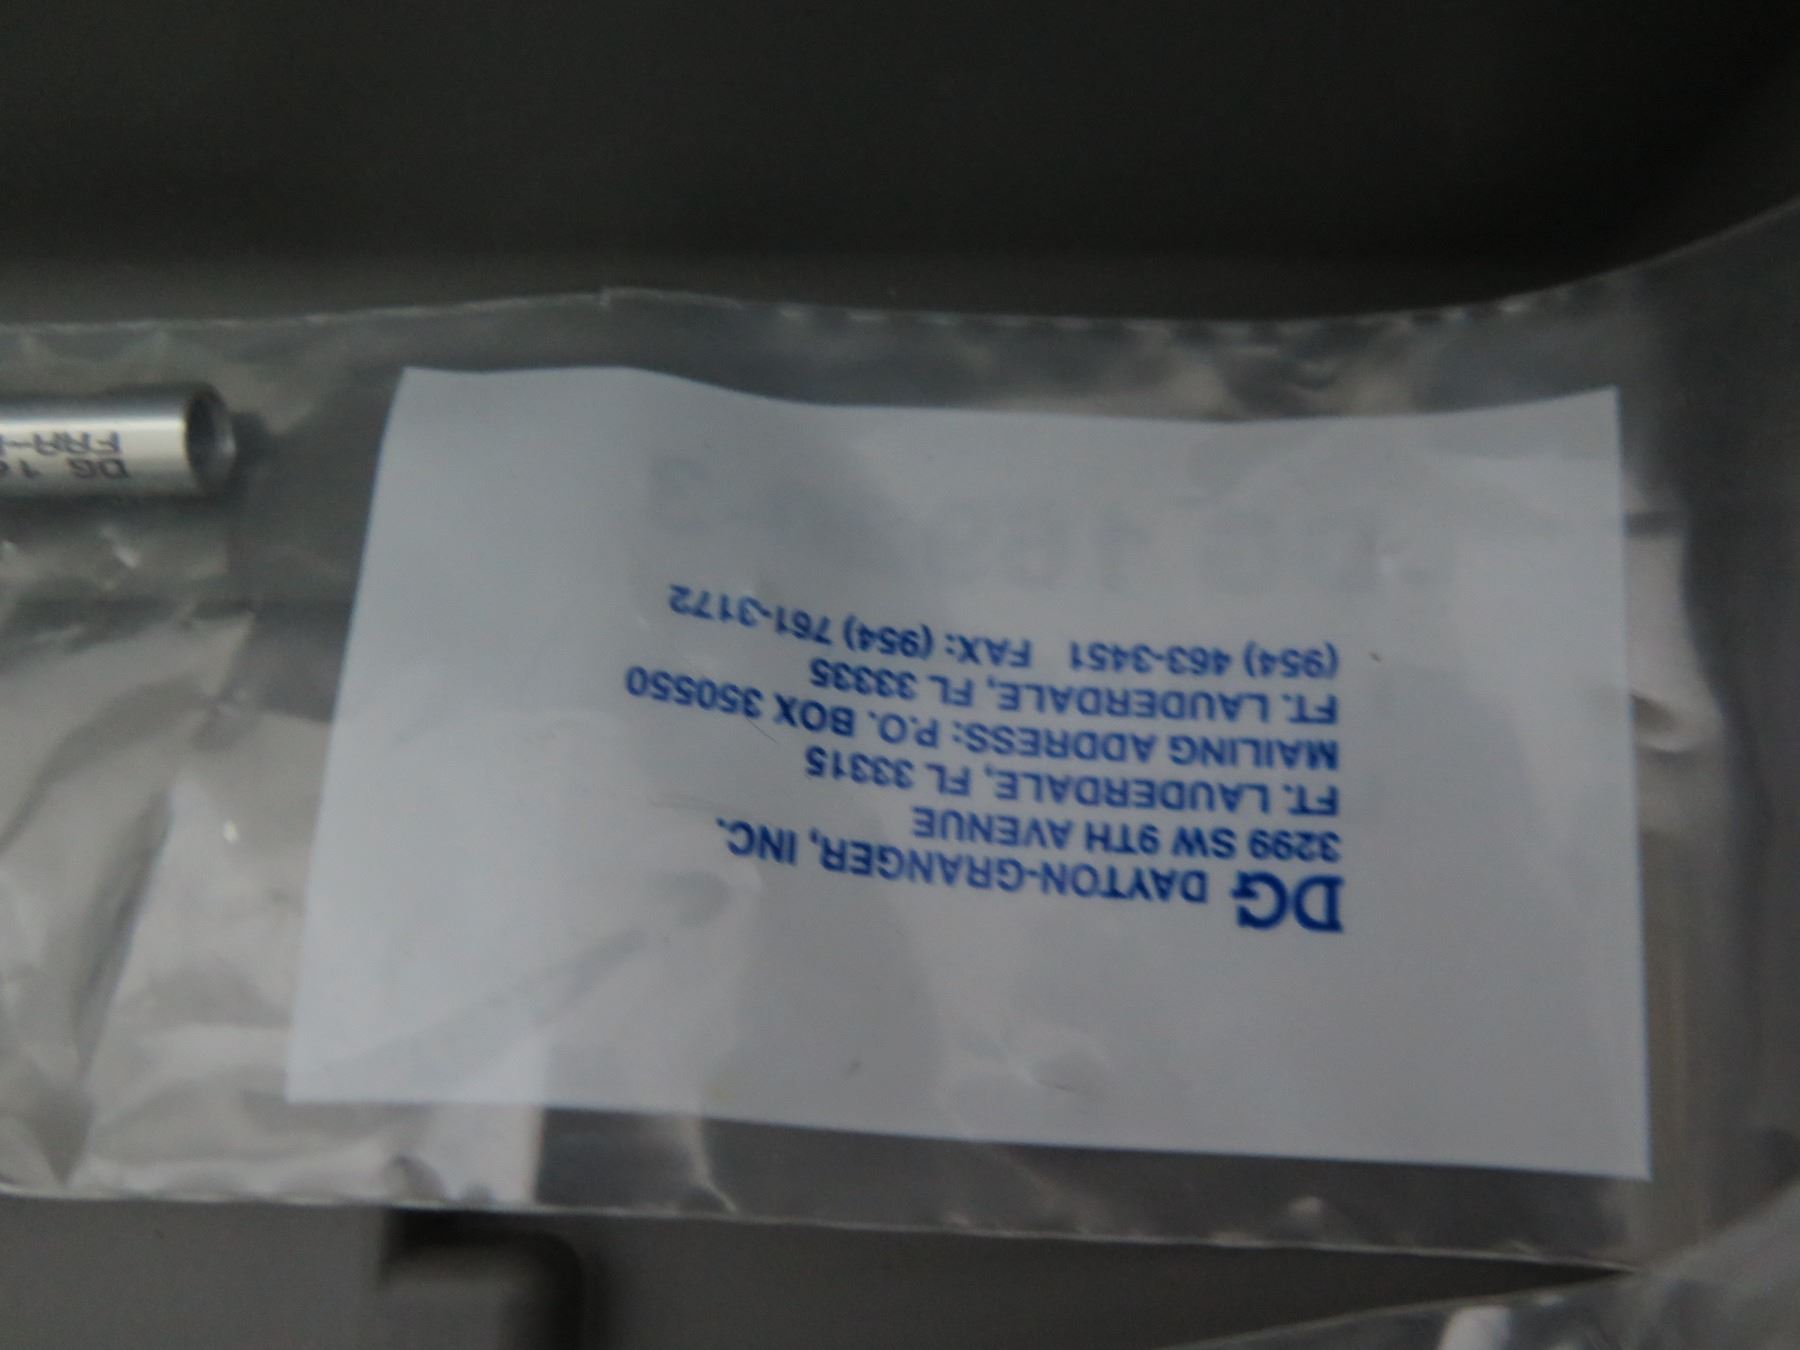 DG DAYTON-GRANGER, INC.
3299 SW 9TH AVENUE
FT. LAUDERDALE, FL 33315
MAILING ADDRESS: P.O. BOX 350550
FT. LAUDERDALE, FL 33335
(954) 463-3451 FAX: (954) 761-3172
DG